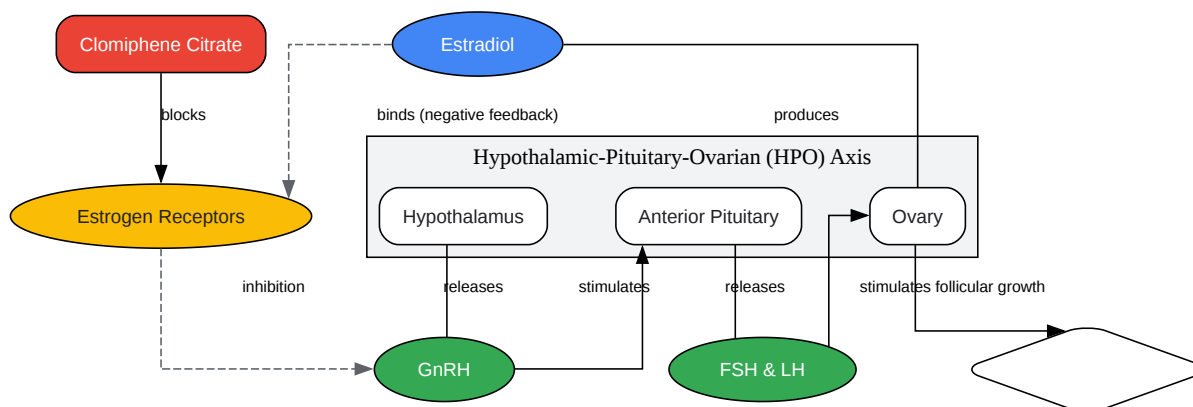 Clomiphene Citrate
Estradiol
blocks
binds (negative feedback)
produces
Hypothalamic-Pituitary-Ovarian (HPO) Axis
Estrogen Receptors
Hypothalamus
Anterior Pituitary
Ovary
inhibition
releases
stimulates
releases
stimulates follicular growth
GnRH
FSH & LH